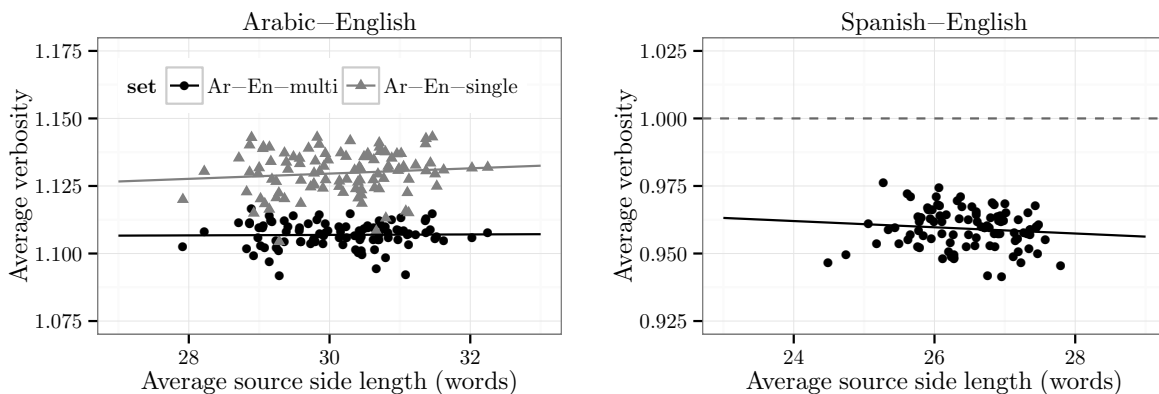 Arabic−English
Average verbosity
1.175
1.150
1.125
1.100
1.075
set Ar−En−multi Ar−En−single
28 30 32
Average source side length (words)
Spanish−English
Average verbosity
1.025
1.000
0.975
0.950
0.925
24 26 28
Average source side length (words)